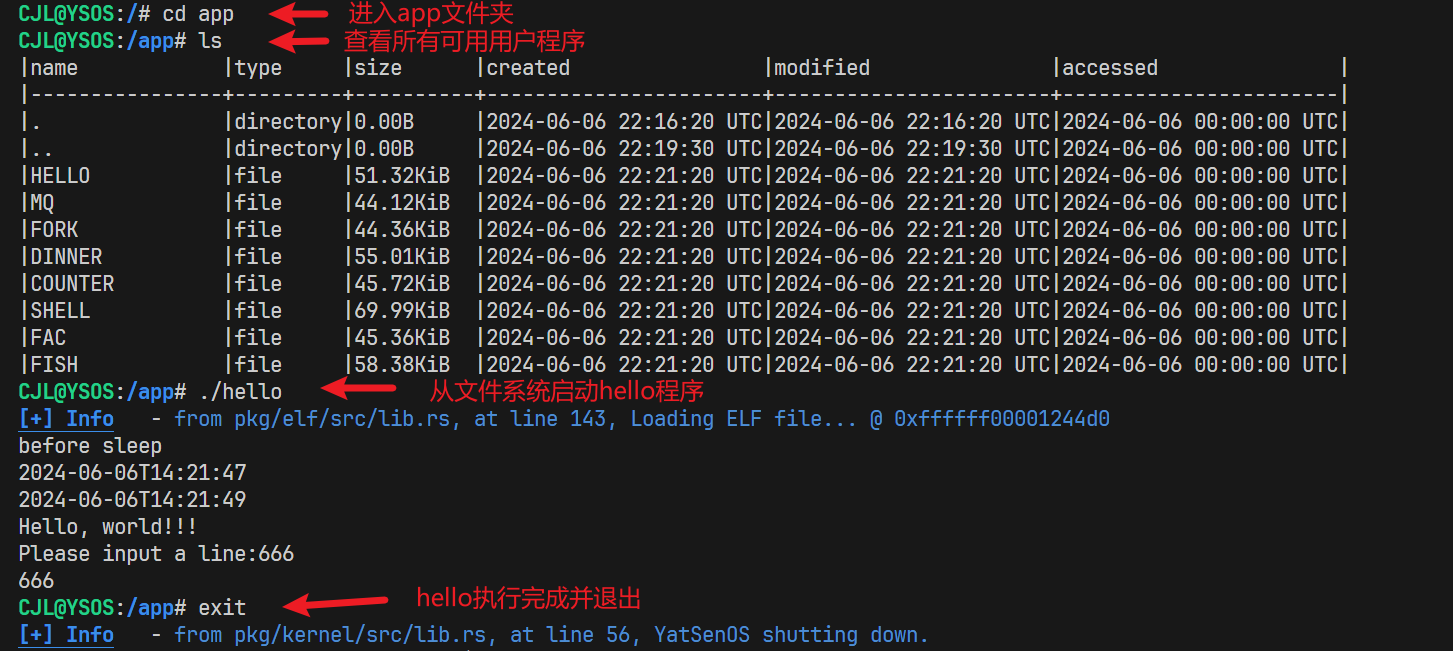 CJL@YSOS:/# cd app 进入app文件夹
CJL@YSOS:/app# ls 查看所有可用用户程序
|name |type |size |created |modified |accessed |
|----------------+---------+----------+-----------------------+-----------------------+-----------------------|
|. |directory|0.00B |2024-06-06 22:16:20 UTC|2024-06-06 22:16:20 UTC|2024-06-06 00:00:00 UTC|
|.. |directory|0.00B |2024-06-06 22:19:30 UTC|2024-06-06 22:19:30 UTC|2024-06-06 00:00:00 UTC|
|HELLO |file |51.32KiB |2024-06-06 22:21:20 UTC|2024-06-06 22:21:20 UTC|2024-06-06 00:00:00 UTC|
|MQ |file |44.12KiB |2024-06-06 22:21:20 UTC|2024-06-06 22:21:20 UTC|2024-06-06 00:00:00 UTC|
|FORK |file |44.36KiB |2024-06-06 22:21:20 UTC|2024-06-06 22:21:20 UTC|2024-06-06 00:00:00 UTC|
|DINNER |file |55.01KiB |2024-06-06 22:21:20 UTC|2024-06-06 22:21:20 UTC|2024-06-06 00:00:00 UTC|
|COUNTER |file |45.72KiB |2024-06-06 22:21:20 UTC|2024-06-06 22:21:20 UTC|2024-06-06 00:00:00 UTC|
|SHELL |file |69.99KiB |2024-06-06 22:21:20 UTC|2024-06-06 22:21:20 UTC|2024-06-06 00:00:00 UTC|
|FAC |file |45.36KiB |2024-06-06 22:21:20 UTC|2024-06-06 22:21:20 UTC|2024-06-06 00:00:00 UTC|
|FISH |file |58.38KiB |2024-06-06 22:21:20 UTC|2024-06-06 22:21:20 UTC|2024-06-06 00:00:00 UTC|
CJL@YSOS:/app# ./hello 从文件系统启动hello程序
[+] Info - from pkg/elf/src/lib.rs, at line 143, Loading ELF file... @ 0xffffff00001244d0
before sleep
2024-06-06T14:21:47
2024-06-06T14:21:49
Hello, world!!!
Please input a line:666
666
CJL@YSOS:/app# exit hello执行完成并退出
[+] Info - from pkg/kernel/src/lib.rs, at line 56, YatSenOS shutting down.